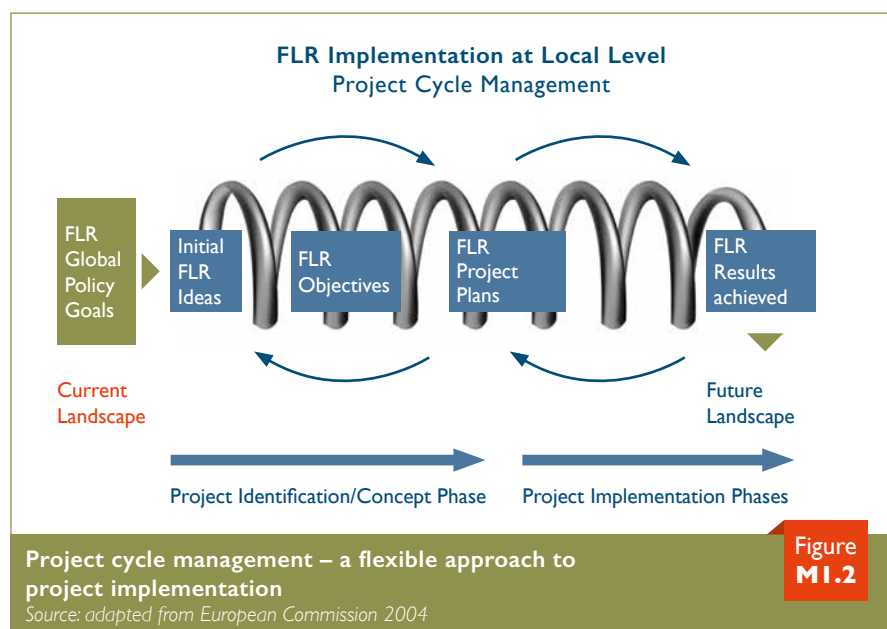 FLR Implementation at Local Level
Project Cycle Management
FLR
Global
Policy
Goals
Initial
FLR
Ideas
FLR
Objectives
FLR
Project
Plans
FLR
Results
achieved
Current
Landscape
Future
Landscape
Project Identification/Concept Phase
Project Implementation Phases
Project cycle management – a flexible approach to
project implementation
Source: adapted from European Commission 2004
Figure
M1.2